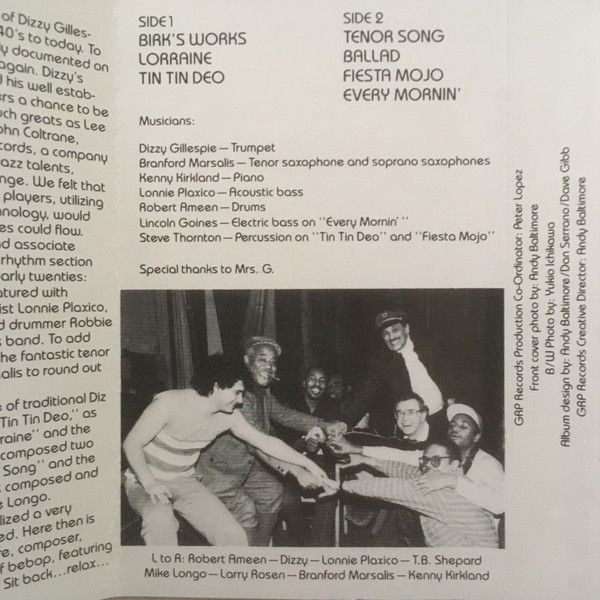 of Dizzy Gilles-
40's to today. To
y documented on
again. Dizzy's
d his well estab-
ers a chance to be
uch greats as Lee
ohn Coltrane,
cords, a company
azz talents,
nge. We felt that
players, utilizing
nology, would
es could flow.
d associate
rhythm section
arly twenties:
atured with
ist Lonnie Plaxico,
d drummer Robbie
s band. To add
he fantastic tenor
salis to round out
s of traditional Diz
"Tin Tin Deo," as
raine" and the
composed two
Song" and the
composed and
e Longo.
lized a very
ed. Here then is
re, composer,
f bebop, featuring
Sit back...relax...
SIDE 1
BIRK'S WORKS
LORRAINE
TIN TIN DEO
SIDE 2
TENOR SONG
BALLAD
FIESTA MOJO
EVERY MORNIN'
Musicians:
Dizzy Gillespie — Trumpet
Branford Marsalis — Tenor saxophone and soprano saxophones
Kenny Kirkland — Piano
Lonnie Plaxico — Acoustic bass
Robert Ameen — Drums
Lincoln Goines — Electric bass on "Every Mornin' "
Steve Thornton — Percussion on "Tin Tin Deo" and "Fiesta Mojo"
Special thanks to Mrs. G.
L to R: Robert Ameen — Dizzy — Lonnie Plaxico — T.B. Shepard
Mike Longo — Larry Rosen — Branford Marsalis — Kenny Kirkland
GRP Records Production Co-Ordinator: Peter Lopez
Front cover photo by: Andy Baltimore
B/W Photo by: Yukio Ichikawa
Album design by: Andy Baltimore/Dan Serrano/Dave Gibb
GRP Records Creative Director: Andy Baltimore